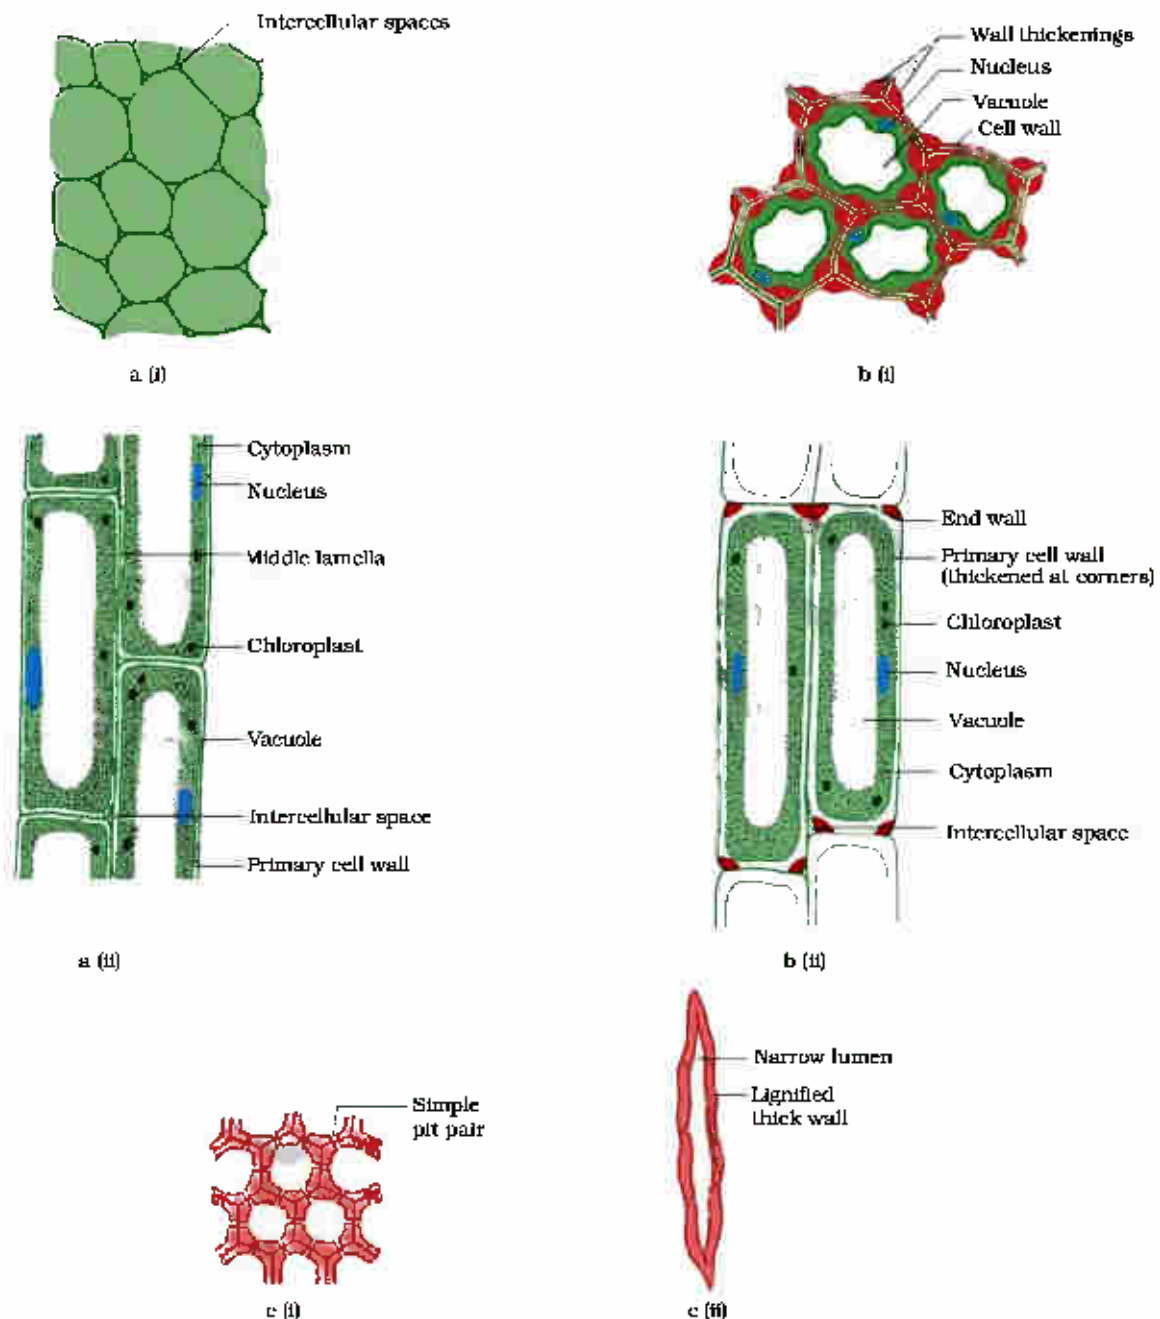 Intercellular spaces
a (i)
Wall thickenings
Nucleus
Vacuole
Cell wall
b (i)
Cytoplasm
Nucleus
Middle lamella
Chloroplast
Vacuole
Intercellular space
Primary cell wall
a (ii)
End wall
Primary cell wall
(thickened at corners)
Chloroplast
Nucleus
Vacuole
Cytoplasm
Intercellular space
b (ii)
Simple
pit pair
c (i)
Narrow lumen
Lignified
thick wall
c (ii)